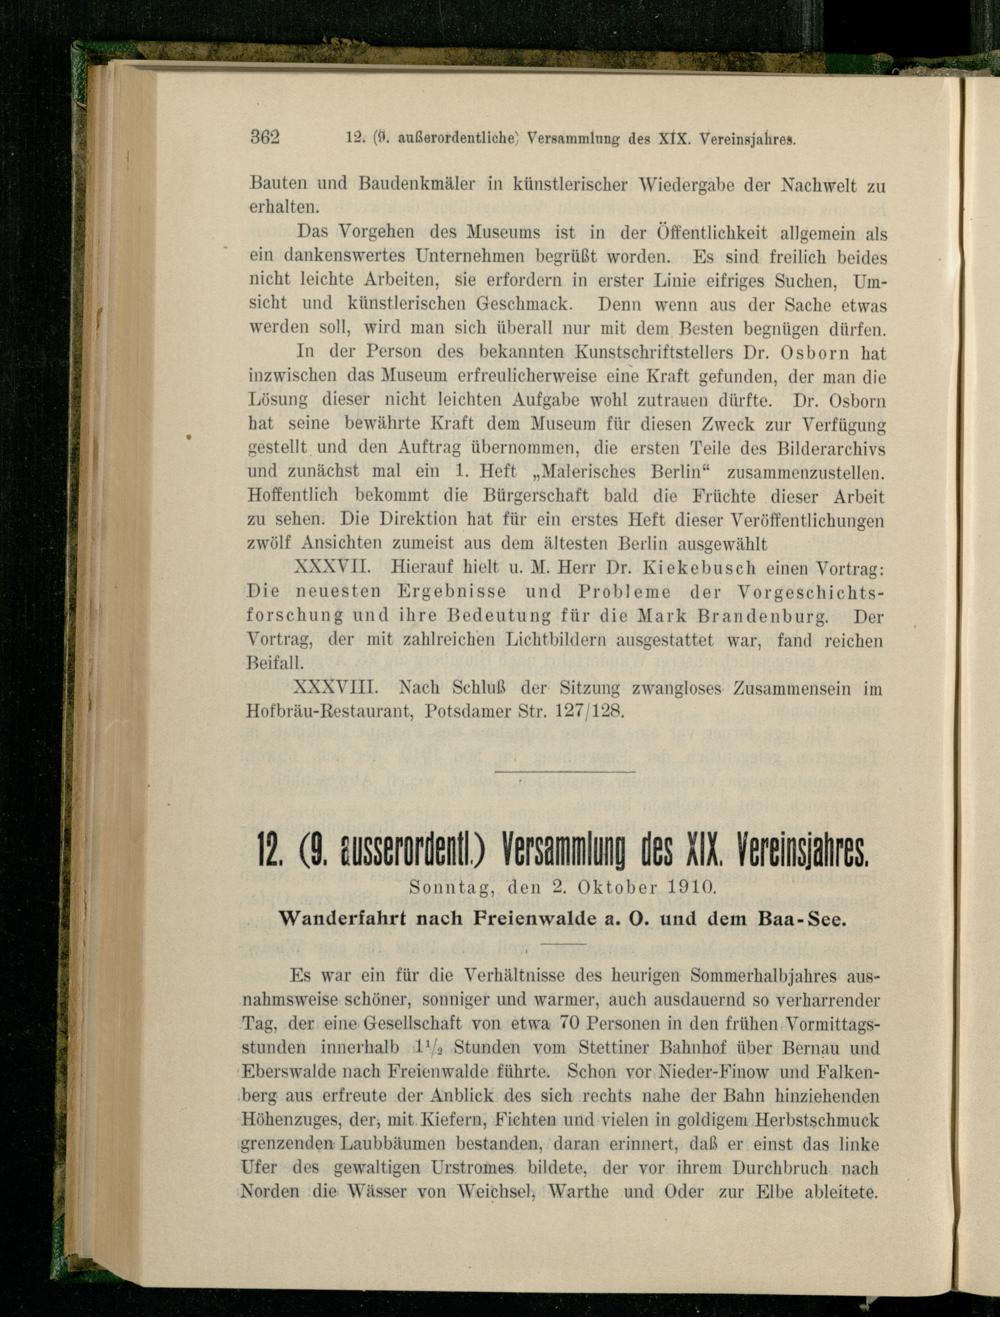 362 12. (9. außerordentliche) Versammlung des XIX. Vereinsjahres.
Bauten und Baudenkmäler in künstlerischer Wiedergabe der Nachwelt zu
erhalten.
Das Vorgehen des Museums ist in der Öffentlichkeit allgemein als
ein dankenswertes Unternehmen begrüßt worden. Es sind freilich beides
nicht leichte Arbeiten, sie erfordern in erster Linie eifriges Suchen, Um-
sicht und künstlerischen Geschmack. Denn wenn aus der Sache etwas
werden soll, wird man sich überall nur mit dem Besten begnügen dürfen.
In der Person des bekannten Kunstschriftstellers Dr. Osborn hat
inzwischen das Museum erfreulicherweise eine Kraft gefunden, der man die
Lösung dieser nicht leichten Aufgabe wohl zutrauen dürfte. Dr. Osborn
hat seine bewährte Kraft dem Museum für diesen Zweck zur Verfügung
gestellt und den Auftrag übernommen, die ersten Teile des Bilderarchivs
und zunächst mal ein 1. Heft „Malerisches Berlin“ zusammenzustellen.
Hoffentlich bekommt die Bürgerschaft bald die Früchte dieser Arbeit
zu sehen. Die Direktion hat für ein erstes Heft dieser Veröffentlichungen
zwölf Ansichten zumeist aus dem ältesten Berlin ausgewählt
XXXVII. Hierauf hielt u. M. Herr Dr. Kiekebusch einen Vortrag:
Die neuesten Ergebnisse und Probleme der Vorgeschichts-
forschung und ihre Bedeutung für die Mark Brandenburg. Der
Vortrag, der mit zahlreichen Lichtbildern ausgestattet war, fand reichen
Beifall.
XXXVIII. Nach Schluß der Sitzung zwangloses Zusammensein im
Hofbräu-Restaurant, Potsdamer Str. 127/128.
12. (9. ausserordentl.) Versammlung des XIX. Vereinsjahres.
Sonntag, den 2. Oktober 1910.
Wanderfahrt nach Freienwalde a. O. und dem Baa-See.
Es war ein für die Verhältnisse des heurigen Sommerhalbjahres aus-
nahmsweise schöner, sonniger und warmer, auch ausdauernd so verharrender
Tag, der eine Gesellschaft von etwa 70 Personen in den frühen Vormittags-
stunden innerhalb 1½ Stunden vom Stettiner Bahnhof über Bernau und
Eberswalde nach Freienwalde führte. Schon vor Nieder-Finow und Falken-
berg aus erfreute der Anblick des sich rechts nahe der Bahn hinziehenden
Höhenzuges, der, mit Kiefern, Fichten und vielen in goldigem Herbstschmuck
grenzenden Laubbäumen bestanden, daran erinnert, daß er einst das linke
Ufer des gewaltigen Urstromes bildete, der vor ihrem Durchbruch nach
Norden die Wässer von Weichsel, Warthe und Oder zur Elbe ableitete.